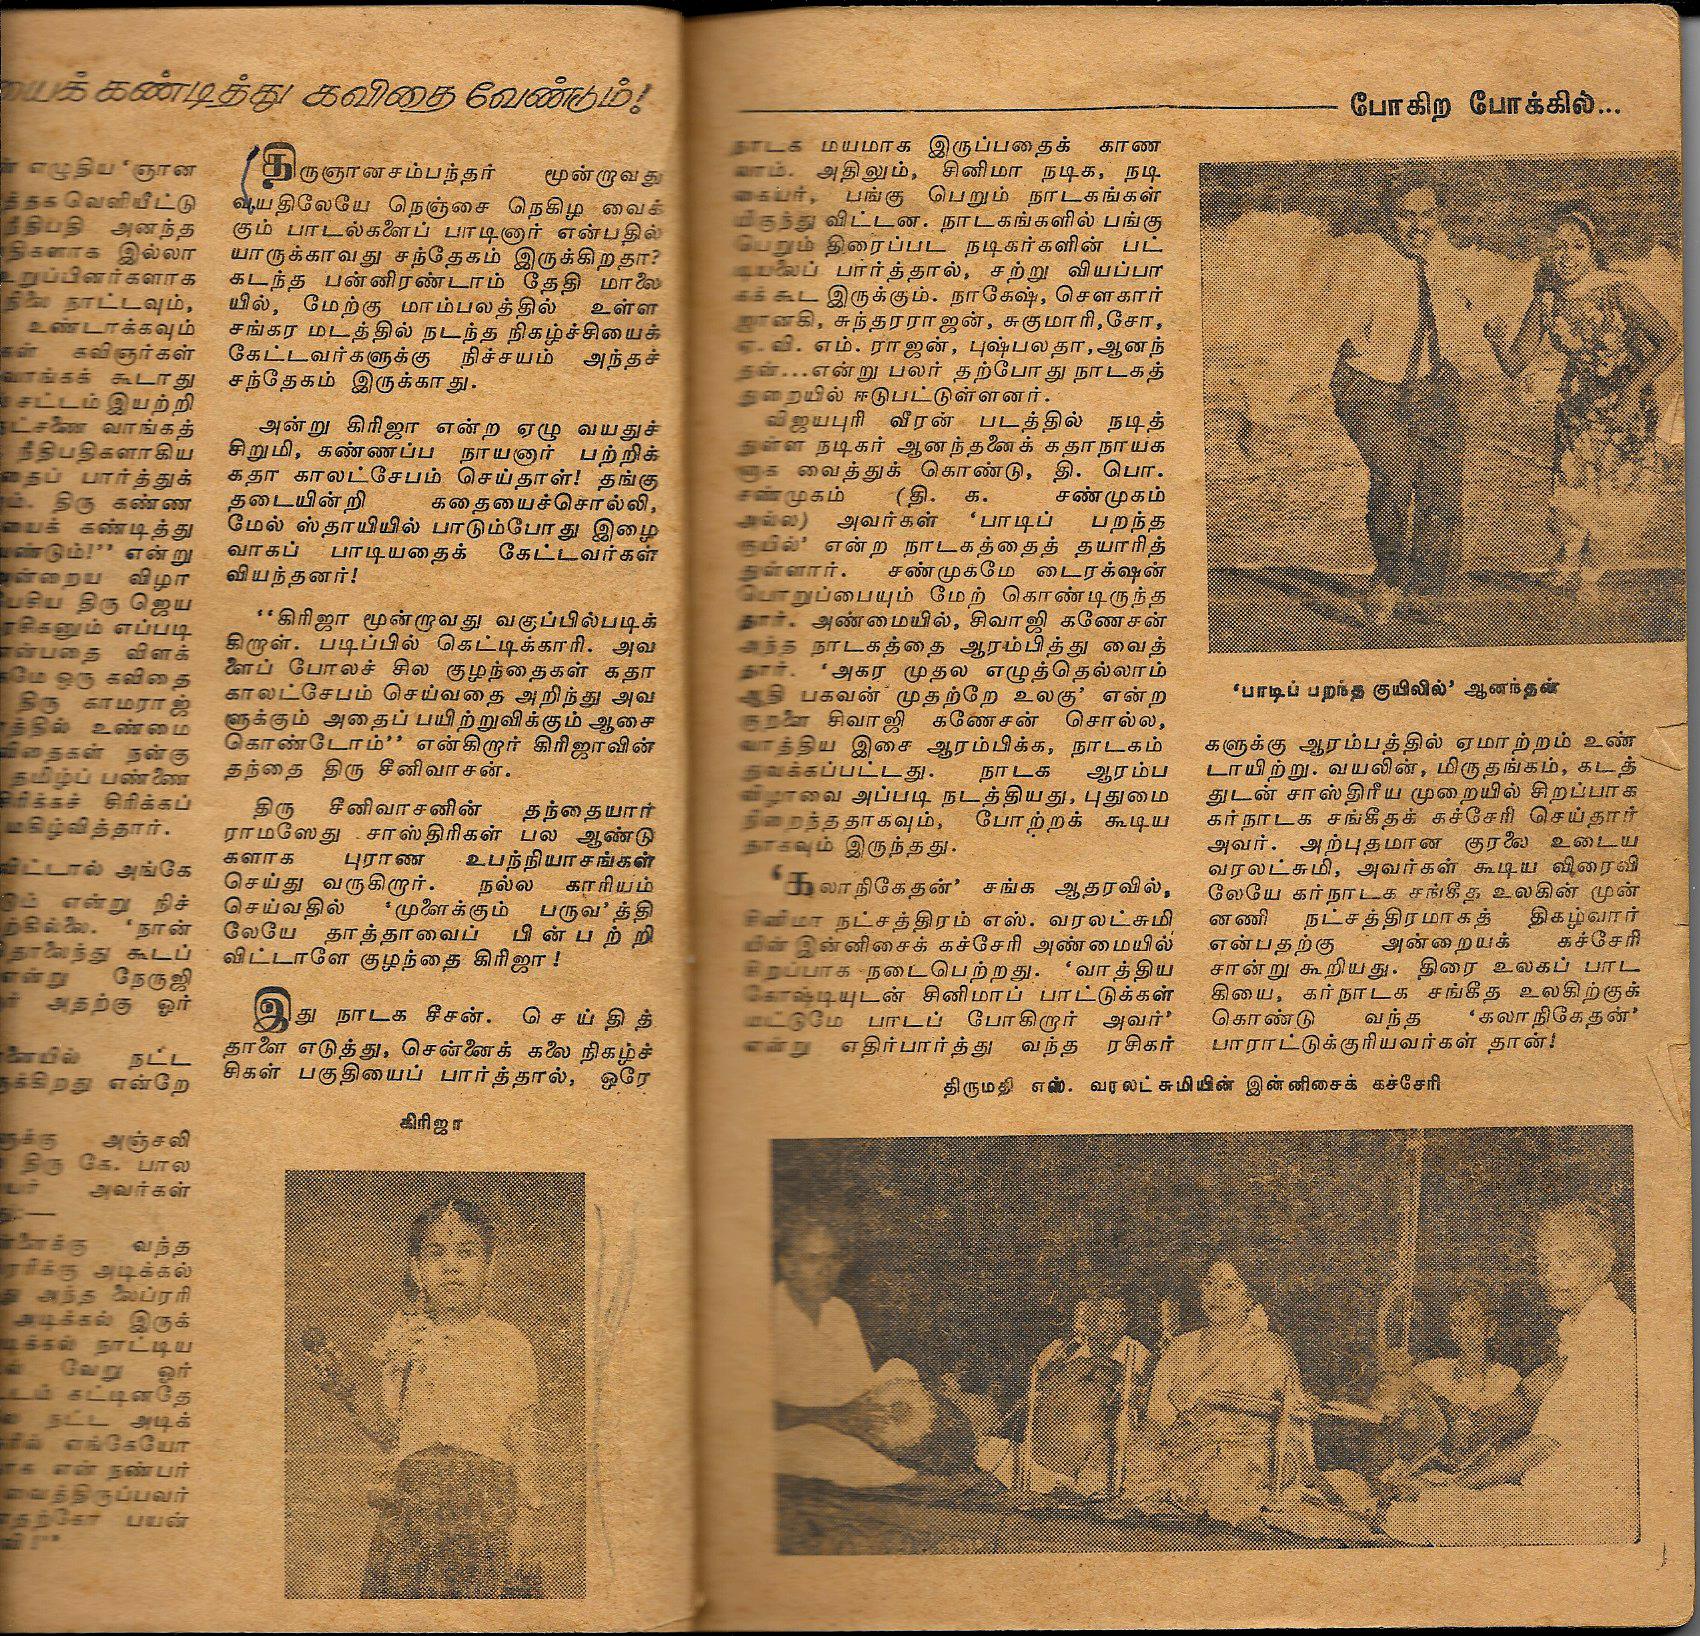 யைக் கண்டித்து கவிதை வேண்டும்!
எழுதிய ‘ஞான
த்தக வெளியீட்டு
நீதிபதி அனந்த
திகளாக இல்லா
உறுப்பினர்களாக
நிலை நாட்டவும்,
உண்டாக்கவும்
கள் கவிஞர்கள்
வாங்கக் கூடாது
சட்டம் இயற்றி
வாங்கத்
நீதிபதிகளாகிய
தைப் பார்த்துக்
திரு கண்ண
யைக் கண்டித்து
வேண்டும்!’’ என்று
அன்றைய விழா
பேசிய திரு ஜெய
ரசிகனும் எப்படி
என்பதை விளக்
கமே ஒரு கவிதை
திரு காமராஜ்
உண்மை
விதைகள் நன்கு
தமிழ்ப் பண்ணை
சிரிக்கச் சிரிக்கப்
மகிழ்வித்தார்.
விட்டால் அங்கே
என்று நிச்
‘நான்
தொலைந்து கூடப்
என்று நேருஜி
அதற்கு ஓர்
நட்ட
கிறது என்றே
அஞ்சலி
திரு கே. பால
அவர்கள்
வந்த
அடிக்கல்
அந்த லைப்ரரி
அடிக்கல் இருக்
நாட்டிய
வேறு ஓர்
கட்டினதே
நட்ட அடிக்
எங்கேயோ
என் நண்பர்
வைத்திருப்பவர்
பயன்
திருஞானசம்பந்தர் மூன்றுவது
வயதிலேயே நெஞ்சை நெகிழ வைக்
கும் பாடல்களைப் பாடினார் என்பதில்
யாருக்காவது சந்தேகம் இருக்கிறதா?
கடந்த பன்னிரண்டாம் தேதி மாலை
யில், மேற்கு மாம்பலத்தில் உள்ள
சங்கர மடத்தில் நடந்த நிகழ்ச்சியைக்
கேட்டவர்களுக்கு நிச்சயம் அந்தச்
சந்தேகம் இருக்காது.
அன்று கிரிஜா என்ற ஏழு வயதுச்
சிறுமி, கண்ணப்ப நாயனார் பற்றிக்
கதா காலட்சேபம் செய்தாள்! தங்கு
தடையின்றி கதையைச்சொல்லி,
மேல் ஸ்தாயியில் பாடும்போது இழை
வாகப் பாடியதைக் கேட்டவர்கள்
வியந்தனர்!
‘‘கிரிஜா மூன்றுவது வகுப்பில்படிக்
கிறாள். படிப்பில் கெட்டிக்காரி. அவ
ளைப் போலச் சில குழந்தைகள் கதா
காலட்சேபம் செய்வதை அறிந்து அவ
ளுக்கும் அதைப் பயிற்றுவிக்கும் ஆசை
கொண்டோம்’’ என்கிறார் கிரிஜாவின்
தந்தை திரு சீனிவாசன்.
திரு சீனிவாசனின் தந்தையார்
ராமஸேது சாஸ்திரிகள் பல ஆண்டு
களாக புராண உபந்நியாசங்கள்
செய்து வருகிறார். நல்ல காரியம்
செய்வதில் ‘முளைக்கும் பருவ’த்தி
லேயே தாத்தாவைப் பின்பற்றி
விட்டாளே குழந்தை கிரிஜா!
இது நாடக சீசன். செய்தித்
தாளை எடுத்து, சென்னைக் கலை நிகழ்ச்
சிகள் பகுதியைப் பார்த்தால், ஒரே
கிரிஜா
போகிற போக்கில்...
நாடக மயமாக இருப்பதைக் காண
லாம். அதிலும், சினிமா நடிக, நடி
கையர், பங்கு பெறும் நாடகங்கள்
மிகுந்து விட்டன. நாடகங்களில் பங்கு
பெறும் திரைப்பட நடிகர்களின் பட்
டியலைப் பார்த்தால், சற்று வியப்பா
கக் கூட இருக்கும். நாகேஷ், சௌகார்
ஜானகி, சுந்தரராஜன், சுகுமாரி,சோ,
ஏ. வி. எம். ராஜன், புஷ்பலதா,ஆனந்
தன்...என்று பலர் தற்போது நாடகத்
துறையில் ஈடுபட்டுள்ளனர்.
விஜயபுரி வீரன் படத்தில் நடித்
துள்ள நடிகர் ஆனந்தனைக் கதாநாயக
னாக வைத்துக் கொண்டு, தி. பொ.
சண்முகம் (தி. க. சண்முகம்
அல்ல) அவர்கள் ‘பாடிப் பறந்த
குயில்’ என்ற நாடகத்தைத் தயாரித்
துள்ளார். சண்முகமே டைரக்‌ஷன்
பொறுப்பையும் மேற் கொண்டிருந்த
தார். அண்மையில், சிவாஜி கணேசன்
அந்த நாடகத்தை ஆரம்பித்து வைத்
தார். ‘அகர முதல எழுத்தெல்லாம்
ஆதி பகவன் முதற்றே உலகு’ என்ற
குறளை சிவாஜி கணேசன் சொல்ல,
வாத்திய இசை ஆரம்பிக்க, நாடகம்
துவக்கப்பட்டது. நாடக ஆரம்ப
விழாவை அப்படி நடத்தியது, புதுமை
நிறைந்ததாகவும், போற்றக் கூடிய
தாகவும் இருந்தது.
‘கலாநிகேதன்’ சங்க ஆதரவில்,
சினிமா நட்சத்திரம் எஸ். வரலட்சுமி
யின் இன்னிசைக் கச்சேரி அண்மையில்
சிறப்பாக நடைபெற்றது. ‘வாத்திய
கோஷ்டியுடன் சினிமாப் பாட்டுக்கள்
மட்டுமே பாடப் போகிறார் அவர்’
என்று எதிர்பார்த்து வந்த ரசிகர்
‘பாடிப் பறந்த குயிலில்’ ஆனந்தன்
களுக்கு ஆரம்பத்தில் ஏமாற்றம் உண்
டாயிற்று. வயலின், மிருதங்கம், கடத்
துடன் சாஸ்திரீய முறையில் சிறப்பாக
கர்நாடக சங்கீதக் கச்சேரி செய்தார்
அவர். அற்புதமான குரலை உடைய
வரலட்சுமி, அவர்கள் கூடிய விரைவி
லேயே கர்நாடக சங்கீத உலகின் முன்
னணி நட்சத்திரமாகத் திகழ்வார்
என்பதற்கு அன்றையக் கச்சேரி
சான்று கூறியது. திரை உலகப் பாட
கியை, கர்நாடக சங்கீத உலகிற்குக்
கொண்டு வந்த ‘கலாநிகேதன்’
பாராட்டுக்குரியவர்கள் தான்!
திருமதி எஸ். வரலட்சுமியின் இன்னிசைக் கச்சேரி